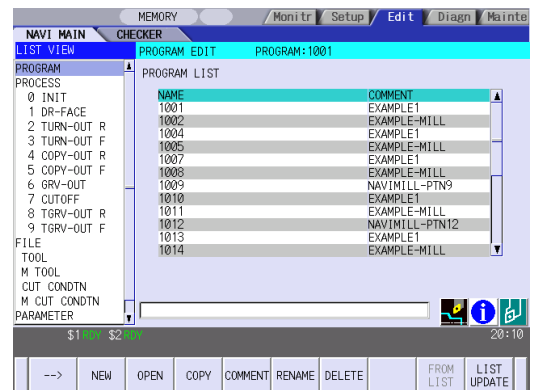 MEMORY Monitr Setup Edit Diagn Mainte
NAVI MAIN CHECKER
LIST VIEW PROGRAM EDIT PROGRAM:1001
PROGRAM
PROCESS
0 INIT
1 DR-FACE
2 TURN-OUT R
3 TURN-OUT F
4 COPY-OUT R
5 COPY-OUT F
6 GRV-OUT
7 CUTOFF
8 TGRV-OUT R
9 TGRV-OUT F
FILE
TOOL
M TOOL
CUT CONDTN
M CUT CONDTN
PARAMETER
PROGRAM LIST
NAME COMMENT
1001 EXAMPLE1
1002 EXAMPLE-MILL
1004 EXAMPLE1
1005 EXAMPLE-MILL
1007 EXAMPLE1
1008 EXAMPLE-MILL
1009 NAVIMILL-PTN9
1010 EXAMPLE1
1011 EXAMPLE-MILL
1012 NAVIMILL-PTN12
1013 EXAMPLE1
1014 EXAMPLE-MILL
$1 RDY $2 RDY 20:10
--> NEW OPEN COPY COMMENT RENAME DELETE FROM LIST LIST UPDATE